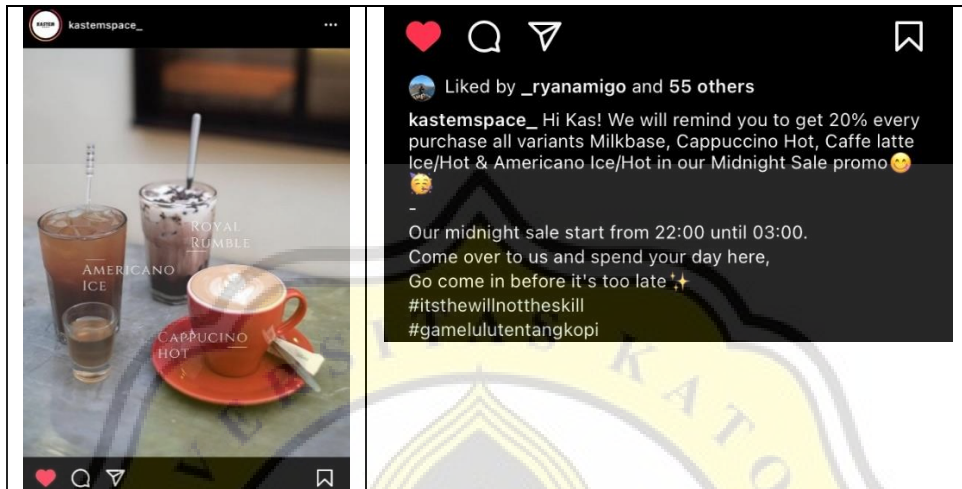 KASTEM
kastemspace_
ROYAL
RUMBLE
AMERICANO
ICE
CAPPUCINO
HOT
Liked by _ryanamigo and 55 others
kastemspace_ Hi Kas! We will remind you to get 20% every
purchase all variants Milkbase, Cappuccino Hot, Caffe latte
Ice/Hot & Americano Ice/Hot in our Midnight Sale promo😊
🥳
-
Our midnight sale start from 22:00 until 03:00.
Come over to us and spend your day here,
Go come in before it's too late✨
#itsthewillnottheskill
#gamelulutentangkopi